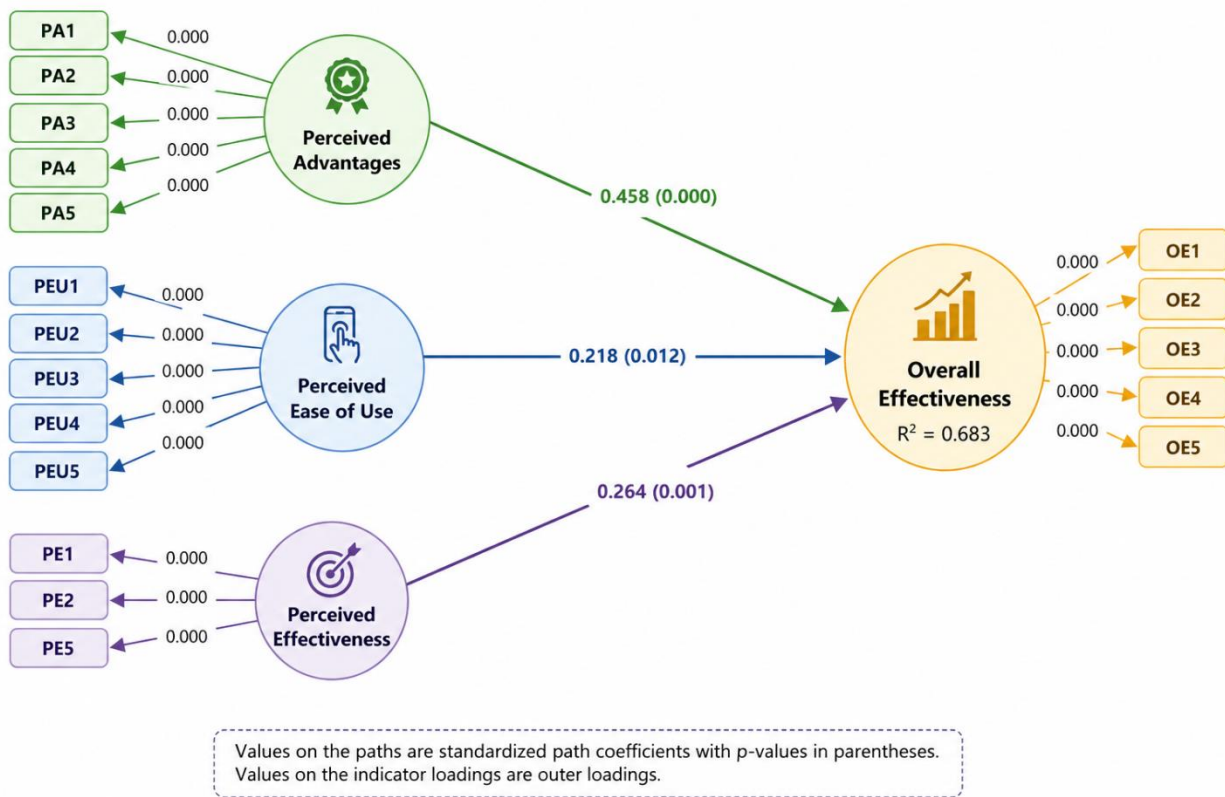 PA1
0.000
PA2
0.000
PA3
0.000
PA4
0.000
PA5
0.000
Perceived
Advantages
0.458 (0.000)
PEU1
0.000
PEU2
0.000
PEU3
0.000
PEU4
0.000
PEU5
0.000
Perceived
Ease of Use
0.218 (0.012)
PE1
0.000
PE2
0.000
PE5
0.000
Perceived
Effectiveness
0.264 (0.001)
Overall
Effectiveness
R² = 0.683
0.000
OE1
0.000
OE2
0.000
OE3
0.000
OE4
0.000
OE5
Values on the paths are standardized path coefficients with p-values in parentheses.
Values on the indicator loadings are outer loadings.